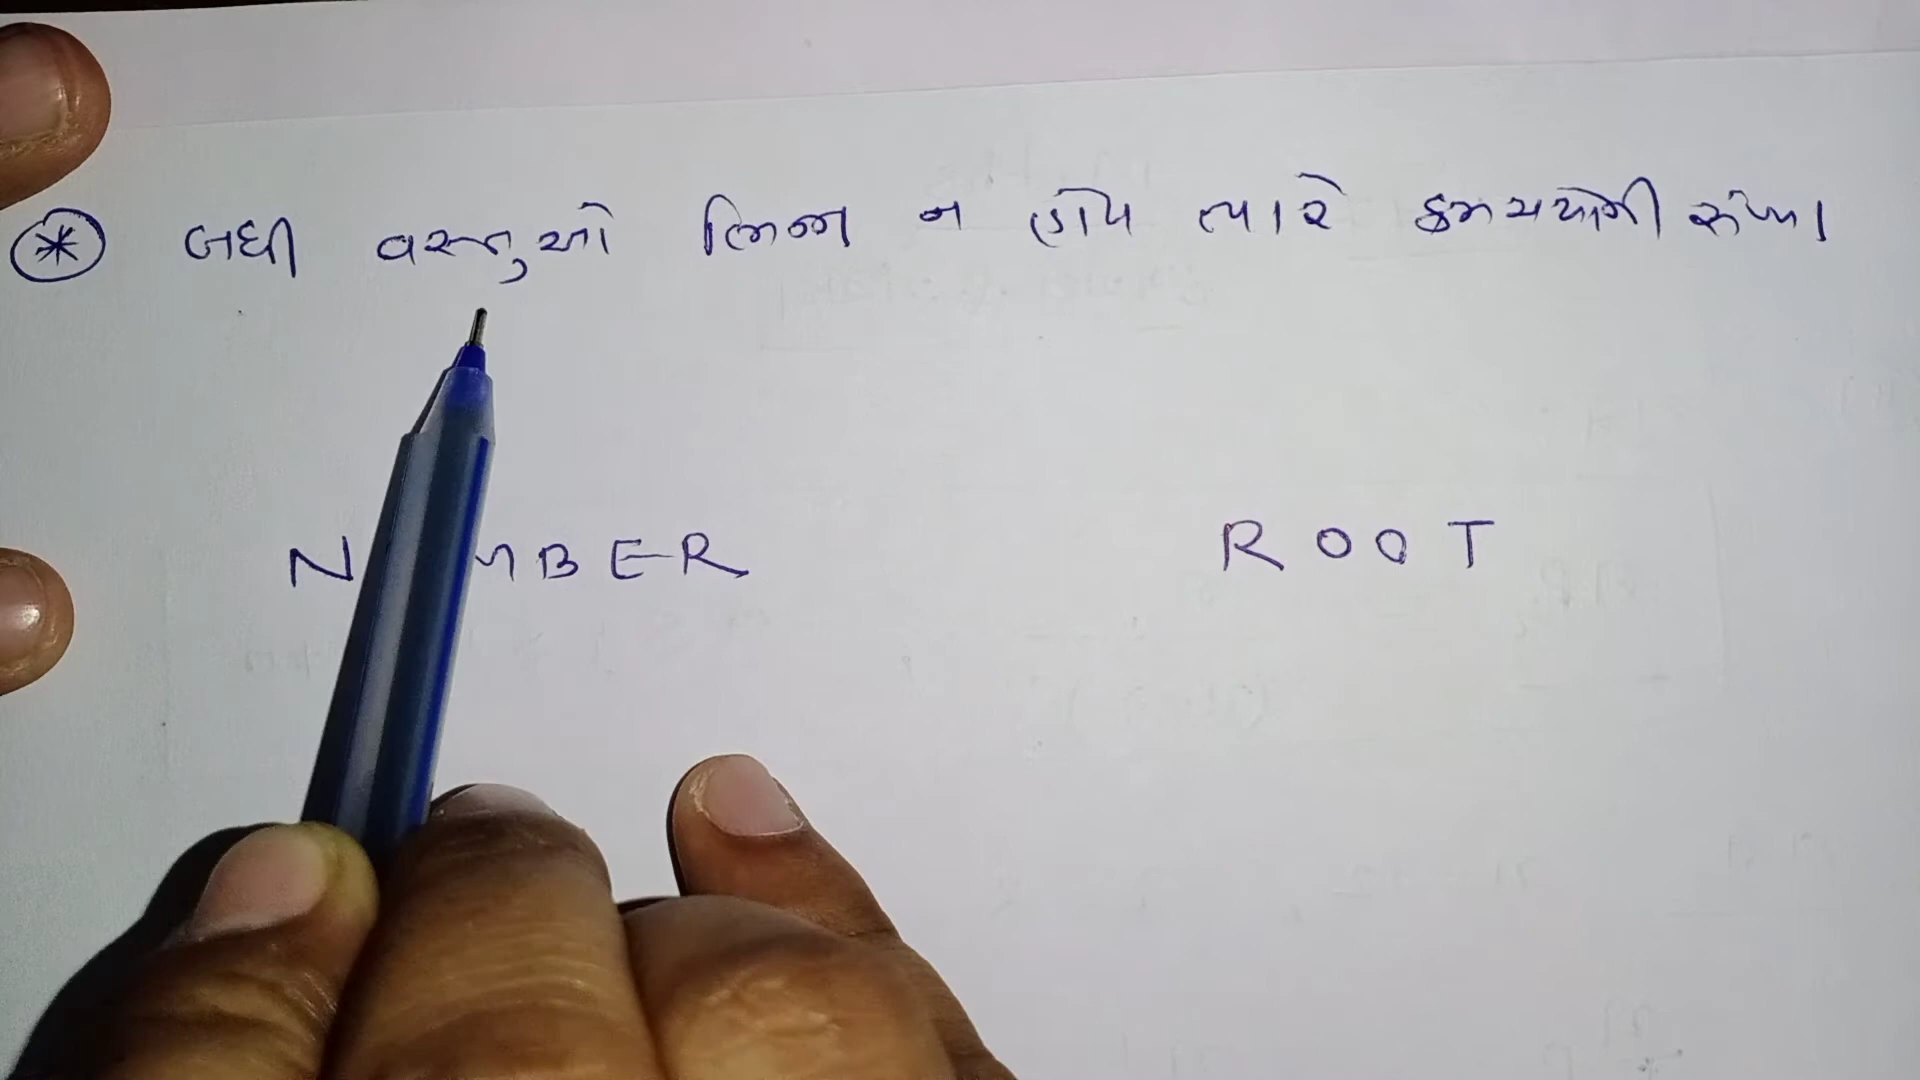 * બધી વસ્તુઓ ભિન્ન ન હોય ત્યારે ક્રમચયોની સંખ્યા
N MBER ROOT